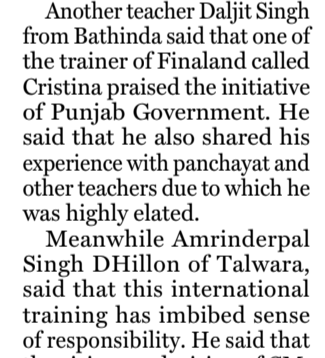 Another teacher Daljit Singh
from Bathinda said that one of
the trainer of Finaland called
Cristina praised the initiative
of Punjab Government. He
said that he also shared his
experience with panchayat and
other teachers due to which he
was highly elated.
Meanwhile Amrinderpal
Singh DHillon of Talwara,
said that this international
training has imbibed sense
of responsibility. He said that